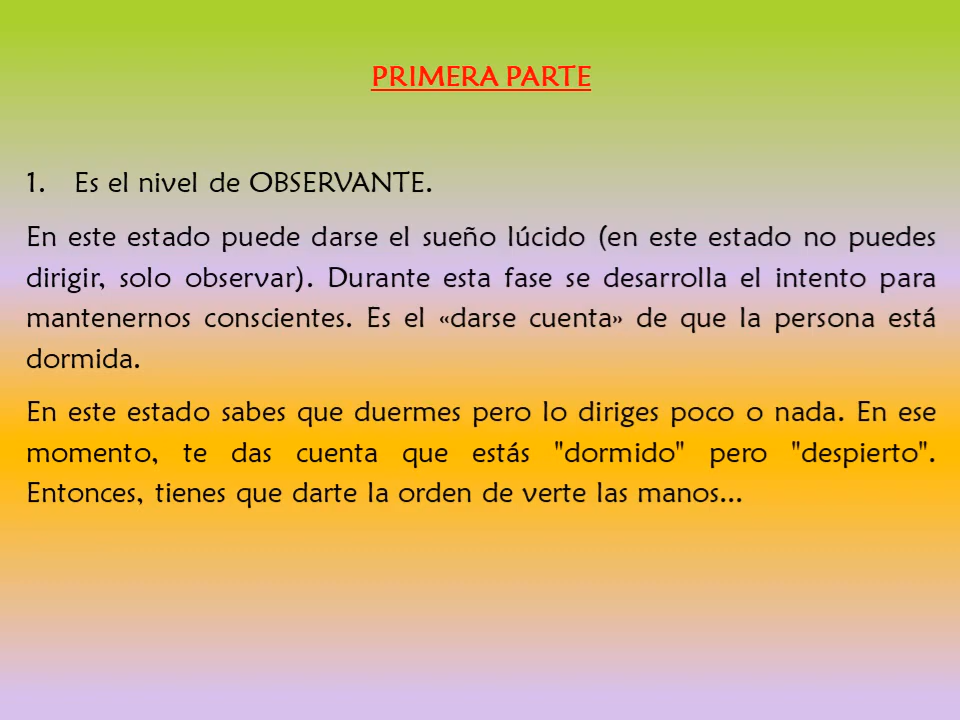 PRIMERA PARTE
1. Es el nivel de OBSERVANTE.
En este estado puede darse el sueño lúcido (en este estado no puedes
dirigir, solo observar). Durante esta fase se desarrolla el intento para
mantenernos conscientes. Es el «darse cuenta» de que la persona está
dormida.
En este estado sabes que duermes pero lo diriges poco o nada. En ese
momento, te das cuenta que estás "dormido" pero "despierto".
Entonces, tienes que darte la orden de verte las manos...